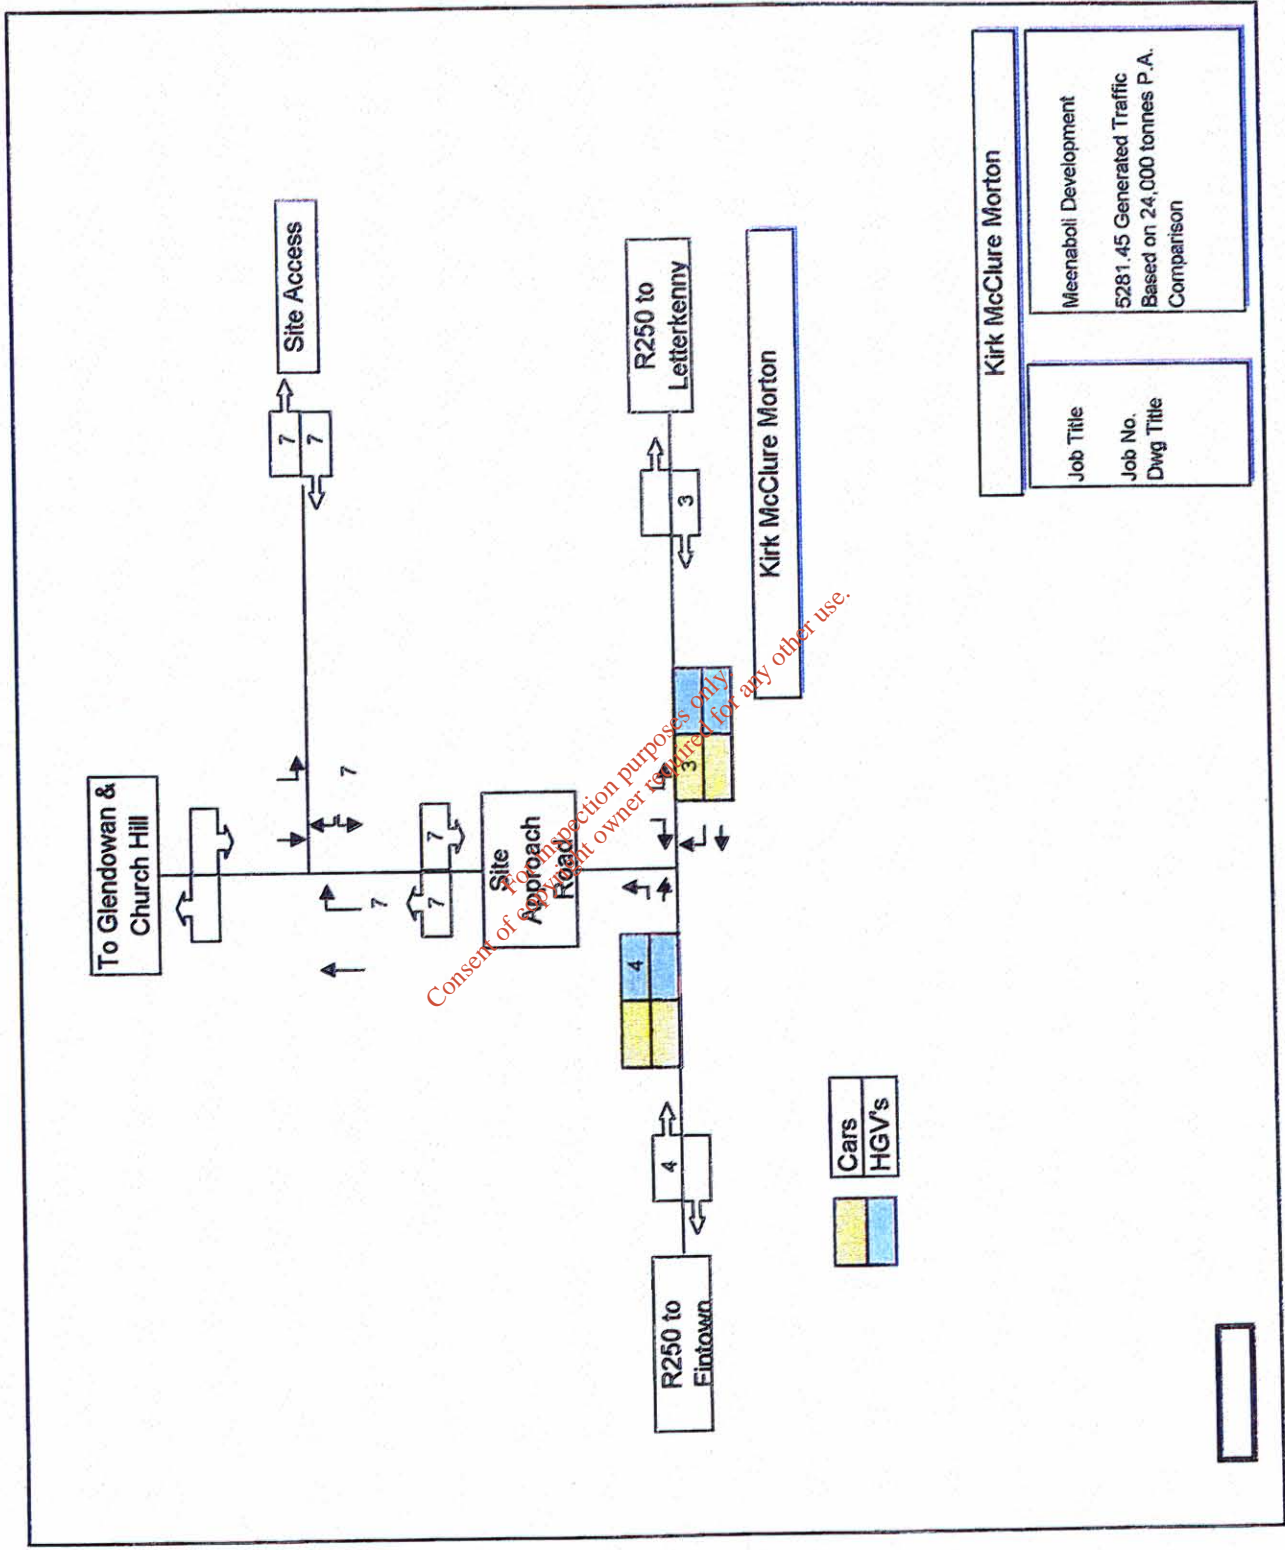 To Glendowan &
Church Hill
Site Access
7
7
7
7
7
7
Site
Approach
Road
R250 to
Letterkenny
3
3
4
4
R250 to
Fintown
Kirk McClure Morton
Cars
HGV's
Kirk McClure Morton
Job Title
Meenaboll Development
Job No.
5281.45 Generated Traffic
Dwg Title
Based on 24,000 tonnes P.A.
Comparison
For inspection purposes only.
Consent of copyright owner required for any other use.